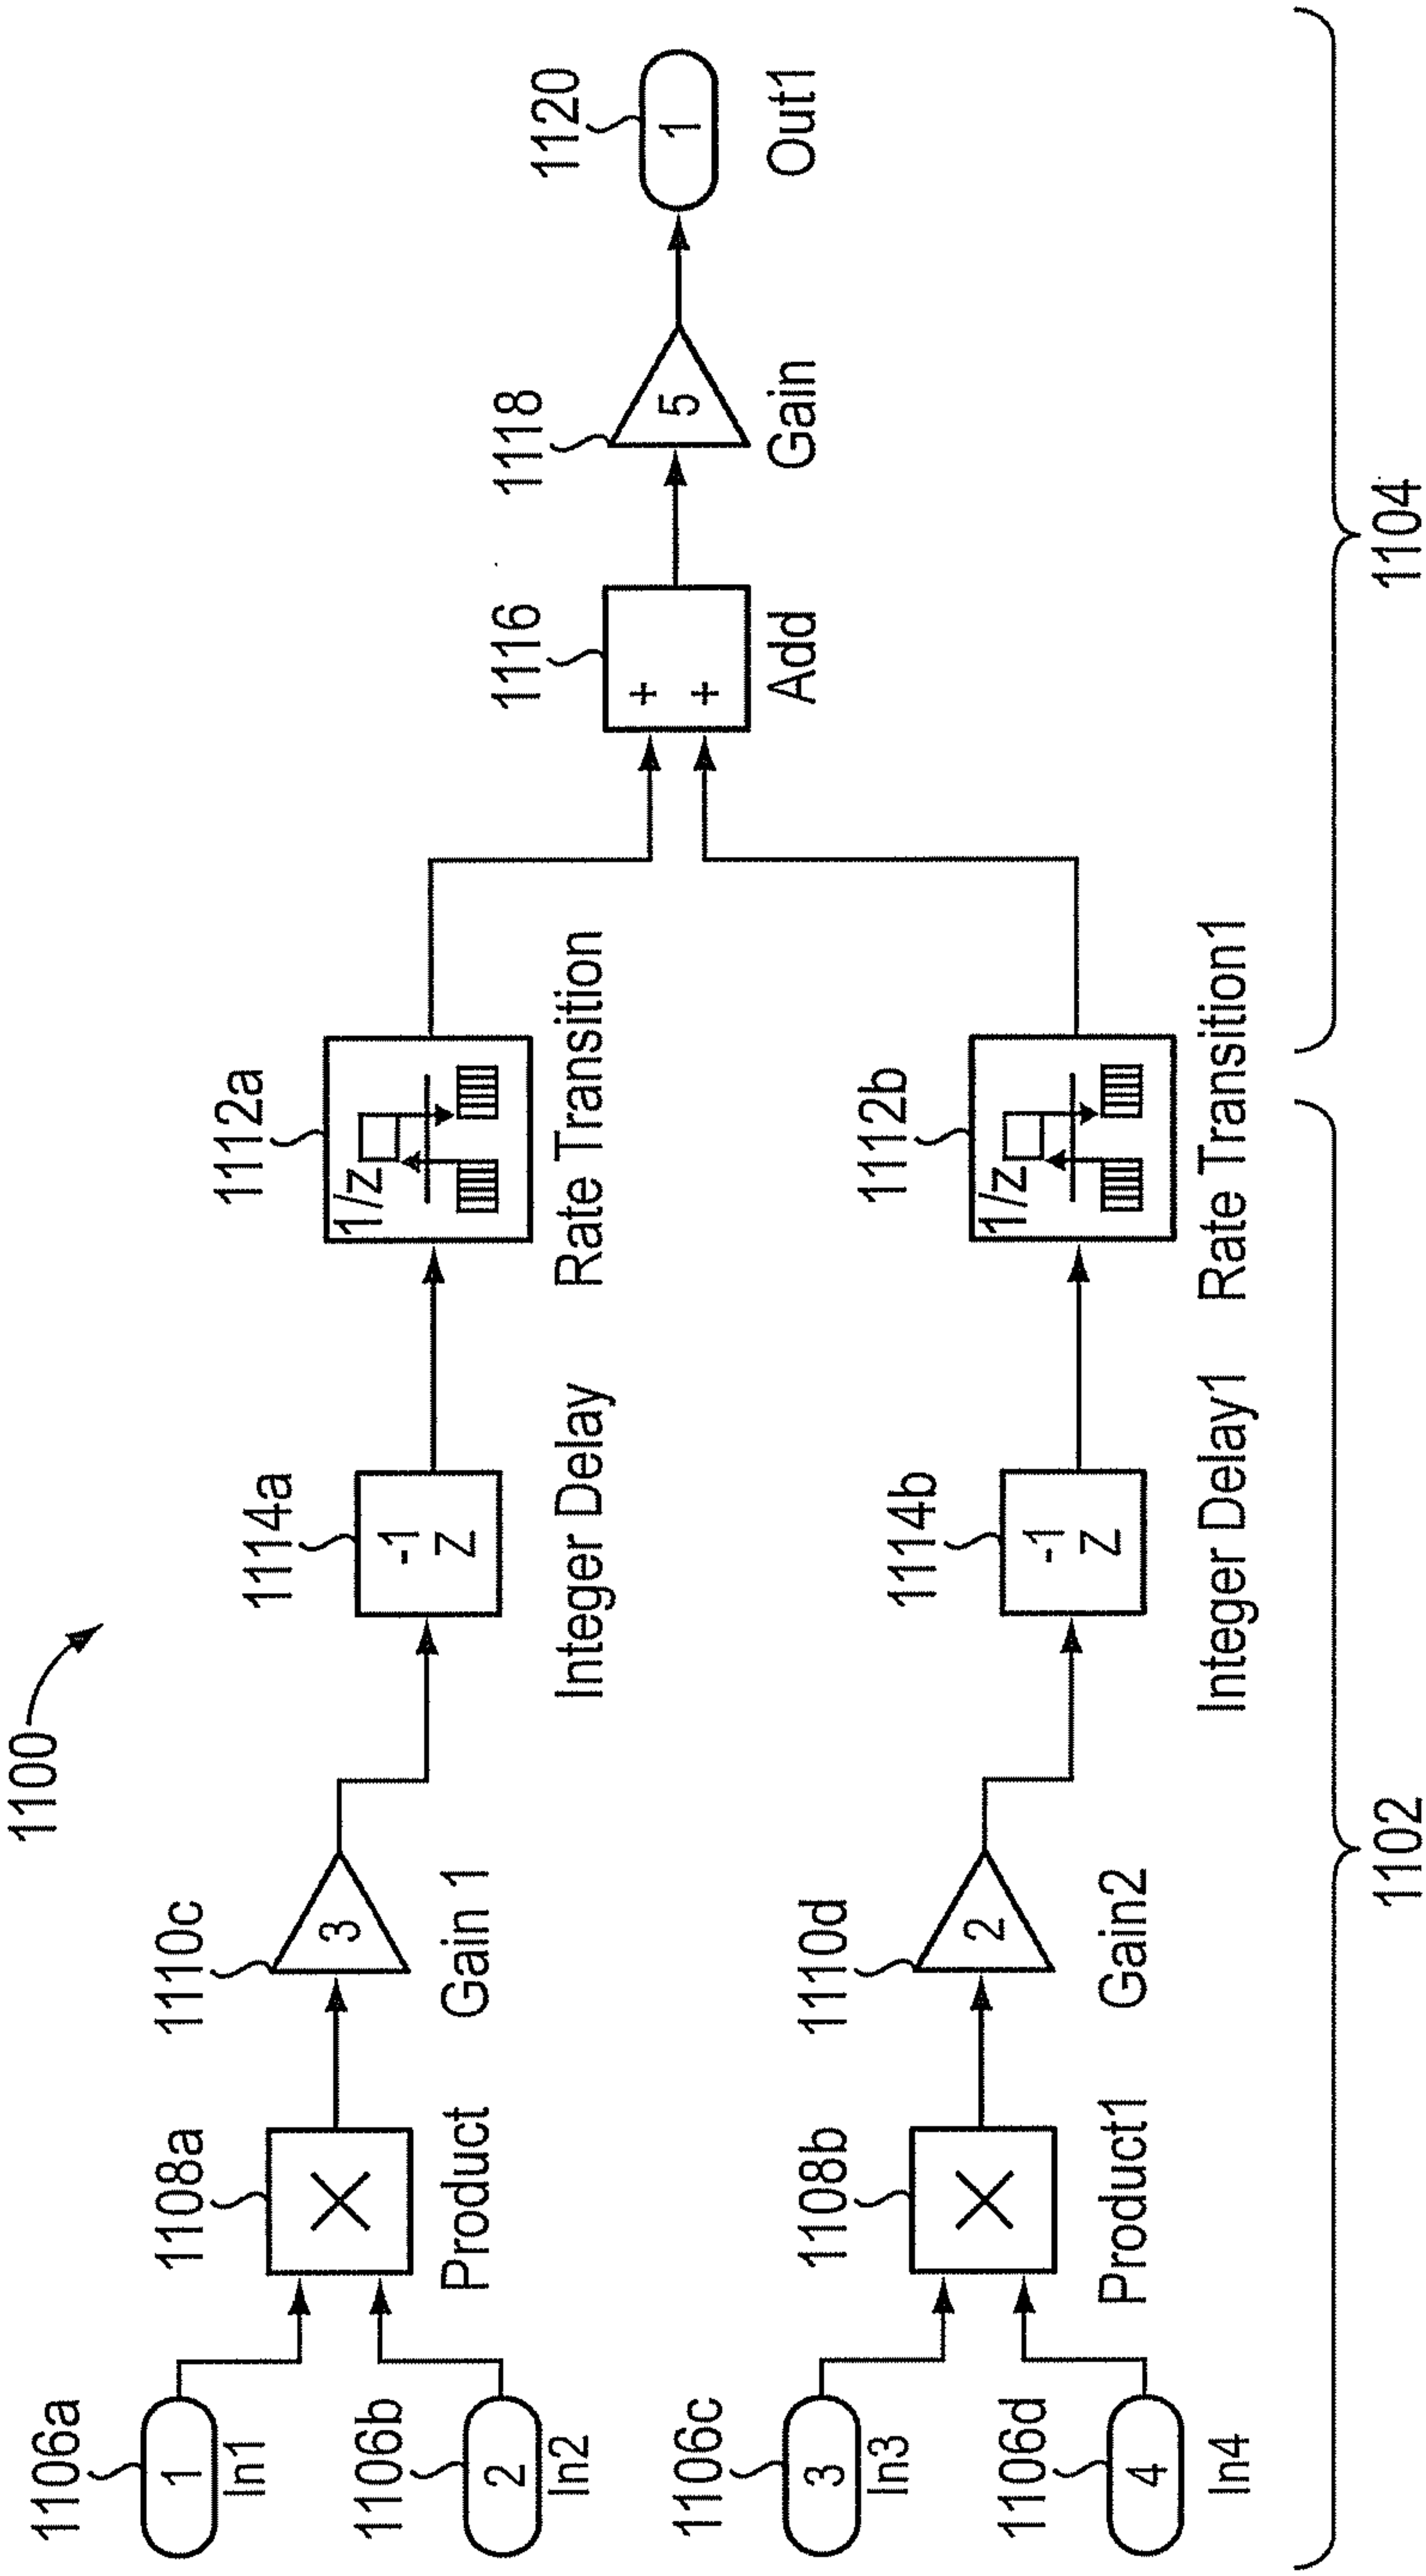 1100
1106a
1
In1
1106b
2
In2
1108a
Product
1110c
3
Gain 1
1114a
-1
Z
Integer Delay
1112a
1/z
Rate Transition
1106c
3
In3
1106d
4
In4
1108b
Product1
1110d
2
Gain2
1114b
-1
Z
Integer Delay1
1112b
1/z
Rate Transition1
1116
+
+
Add
1118
5
Gain
1120
1
Out1
1102
1104